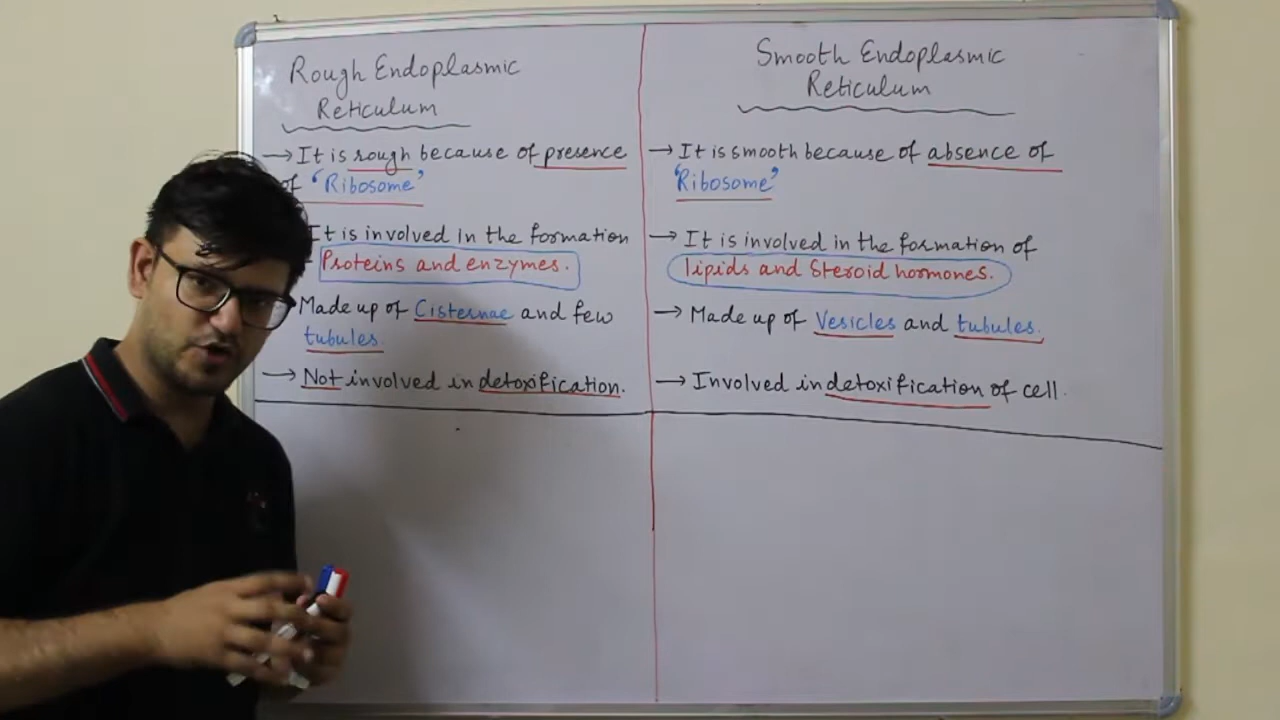 Rough Endoplasmic
Reticulum
→ It is rough because of presence
of ‘Ribosome’
It is involved in the formation
Proteins and enzymes.
Made up of Cisternae and few
tubules.
→ Not involved in detoxification.
Smooth Endoplasmic
Reticulum
→ It is smooth because of absence of
‘Ribosome’
→ It is involved in the formation of
lipids and Steroid hormones.
→ Made up of Vesicles and tubules.
→ Involved in detoxification of cell.